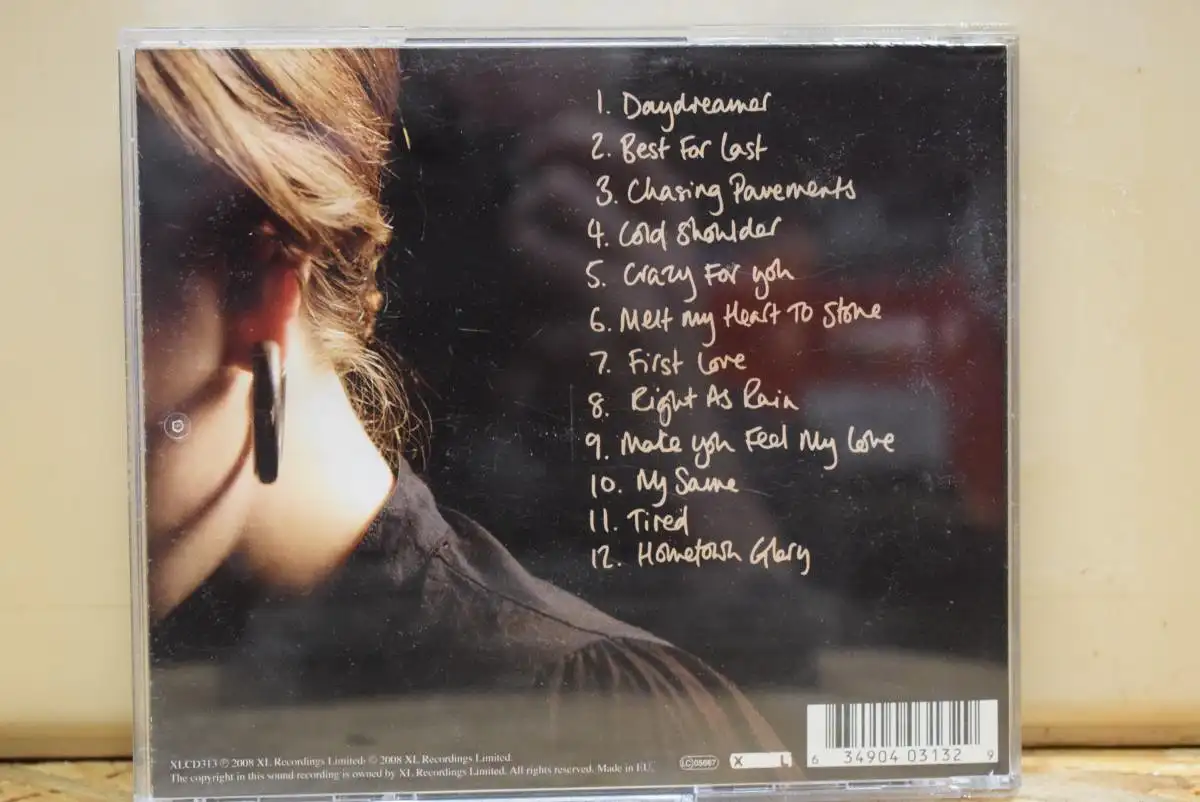 1. Daydreamer
2. Best For Last
3. Chasing Pavements
4. Cold Shoulder
5. Crazy For you
6. Melt My Heart To Stone
7. First Love
8. Right As Rain
9. Make you Feel My Love
10. My Same
11. Tired
12. Hometown Glory
XLCD313 ℗ 2008 XL Recordings Limited· © 2008 XL Recordings Limited.
The copyright in this sound recording is owned by XL Recordings Limited. All rights reserved. Made in EU.
LC 05667
X L
6 34904 03132 9